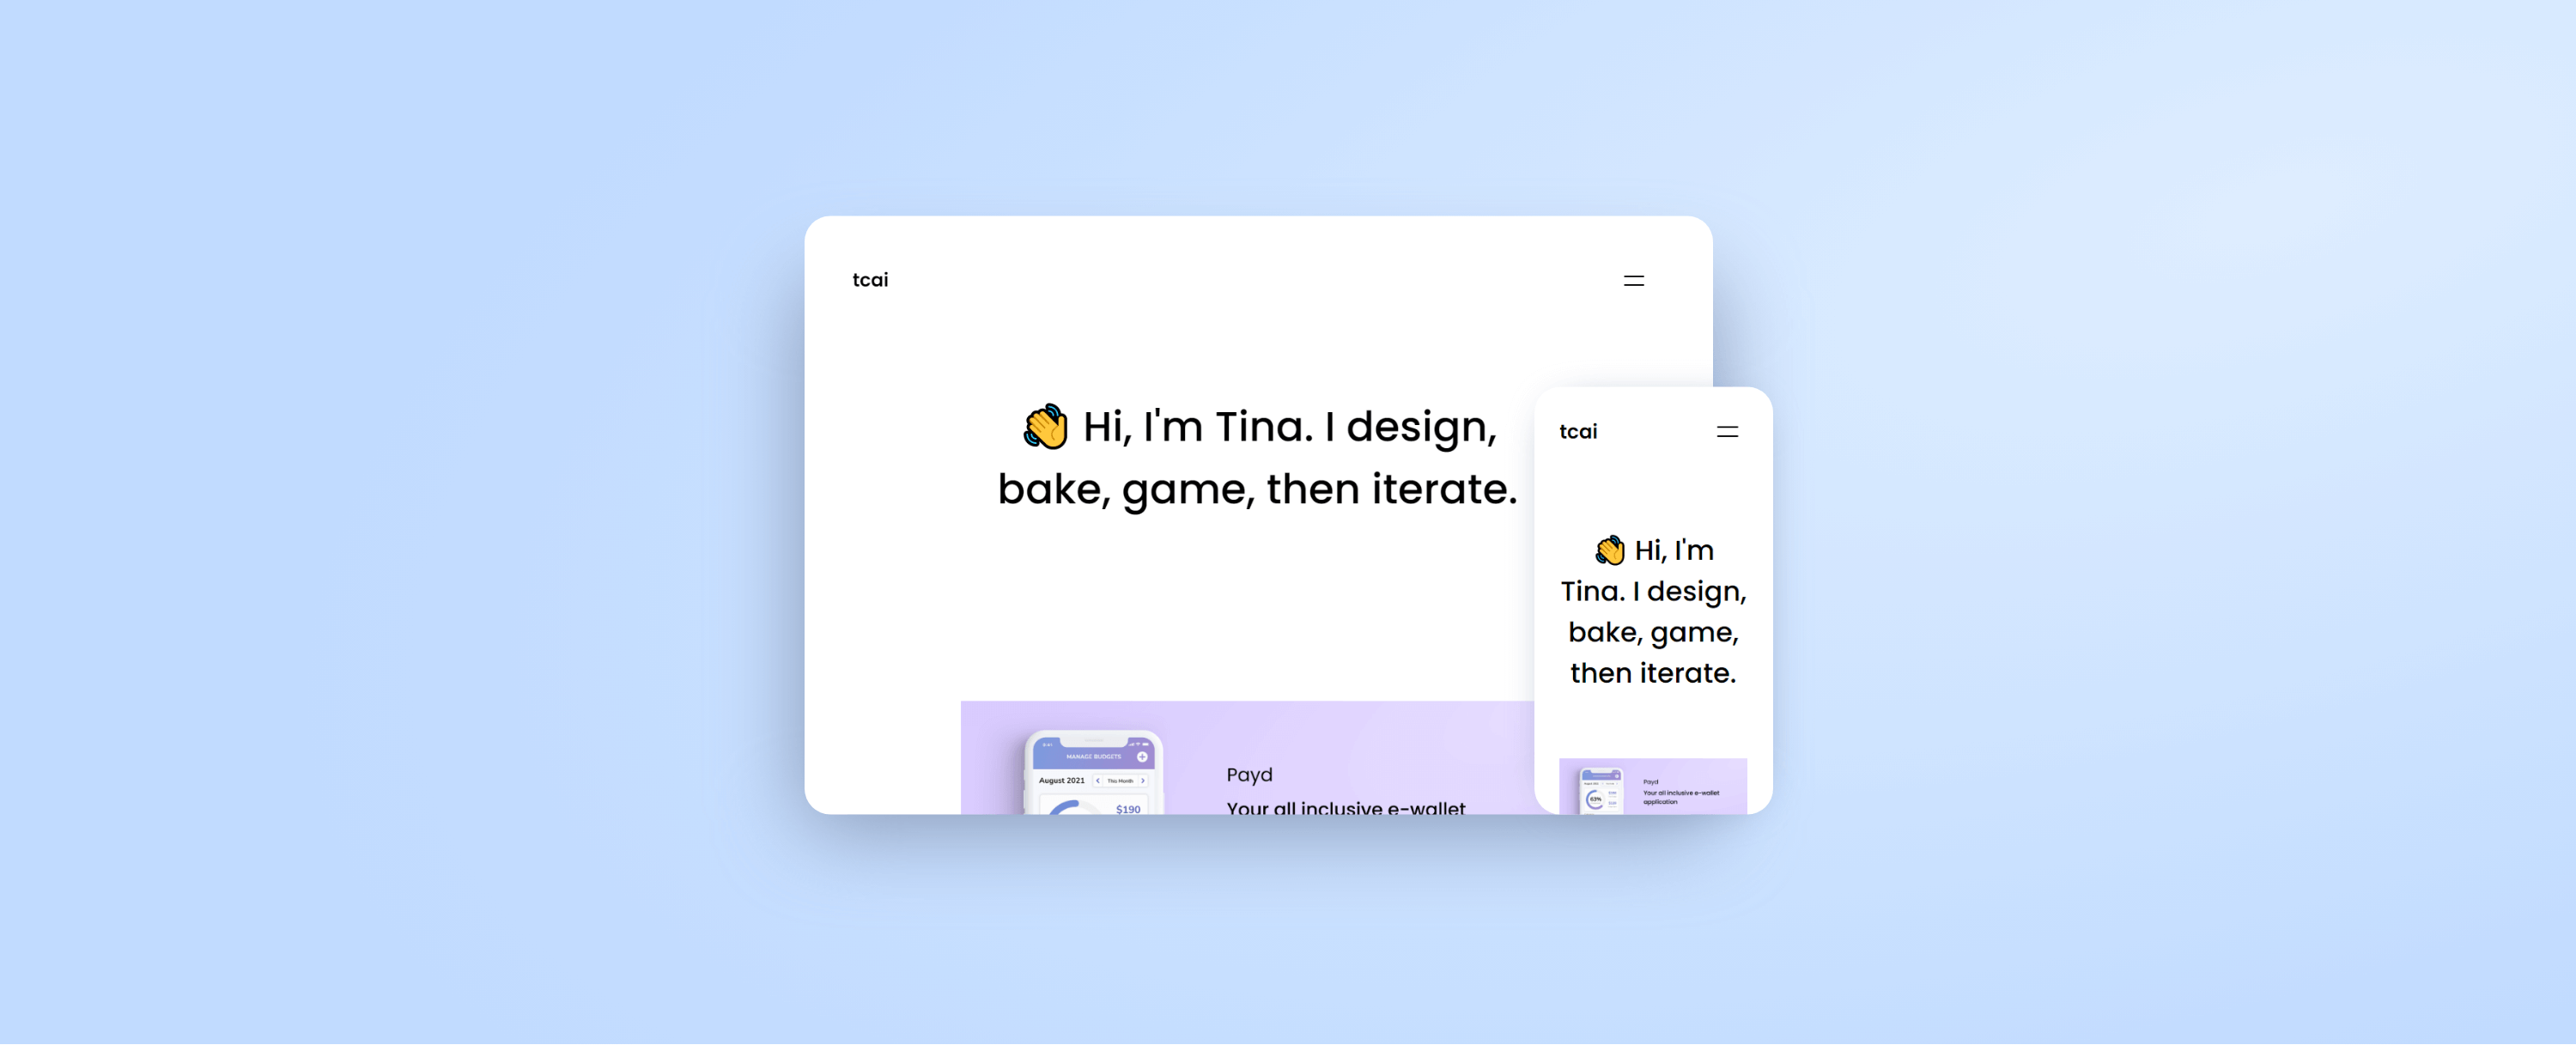 tcai
👋 Hi, I'm Tina. I design,
bake, game, then iterate.
MANAGE BUDGETS
August 2021
This Month
$190
Payd
Your all inclusive e-wallet
tcai
👋 Hi, I'm
Tina. I design,
bake, game,
then iterate.
63%
Payd
Your all inclusive e-wallet
application